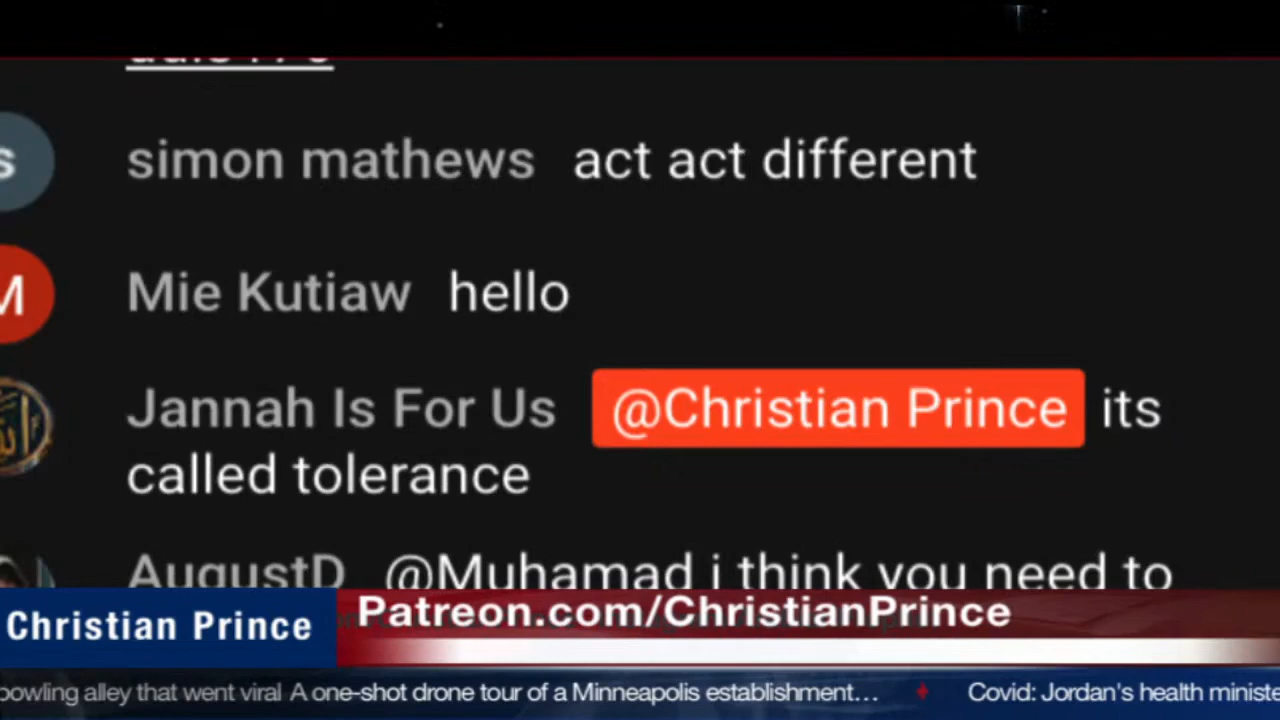 s simon mathews act act different
M Mie Kutiaw hello
Jannah Is For Us @Christian Prince its
called tolerance
AugustD @Muhamad i think you need to
Christian Prince Patreon.com/ChristianPrince
bowling alley that went viral A one-shot drone tour of a Minneapolis establishment… Covid: Jordan's health ministe